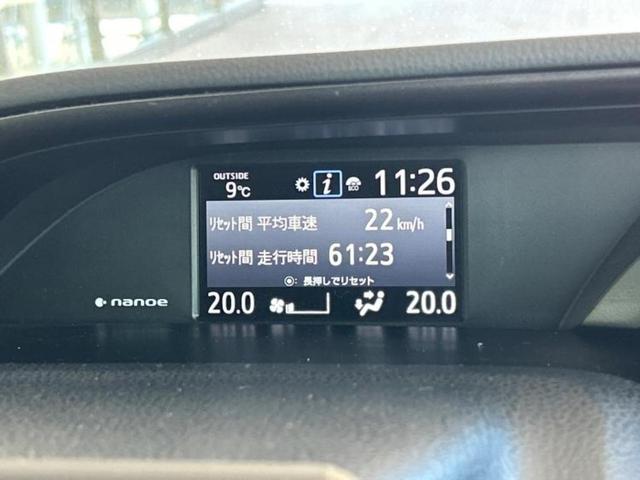 OUTSIDE
9℃ i ECO 11:26
ﾘｾｯﾄ間 平均車速 22 km/h
ﾘｾｯﾄ間 走行時間 61:23
⦿: 長押しでリセット
nanoe 20.0 20.0